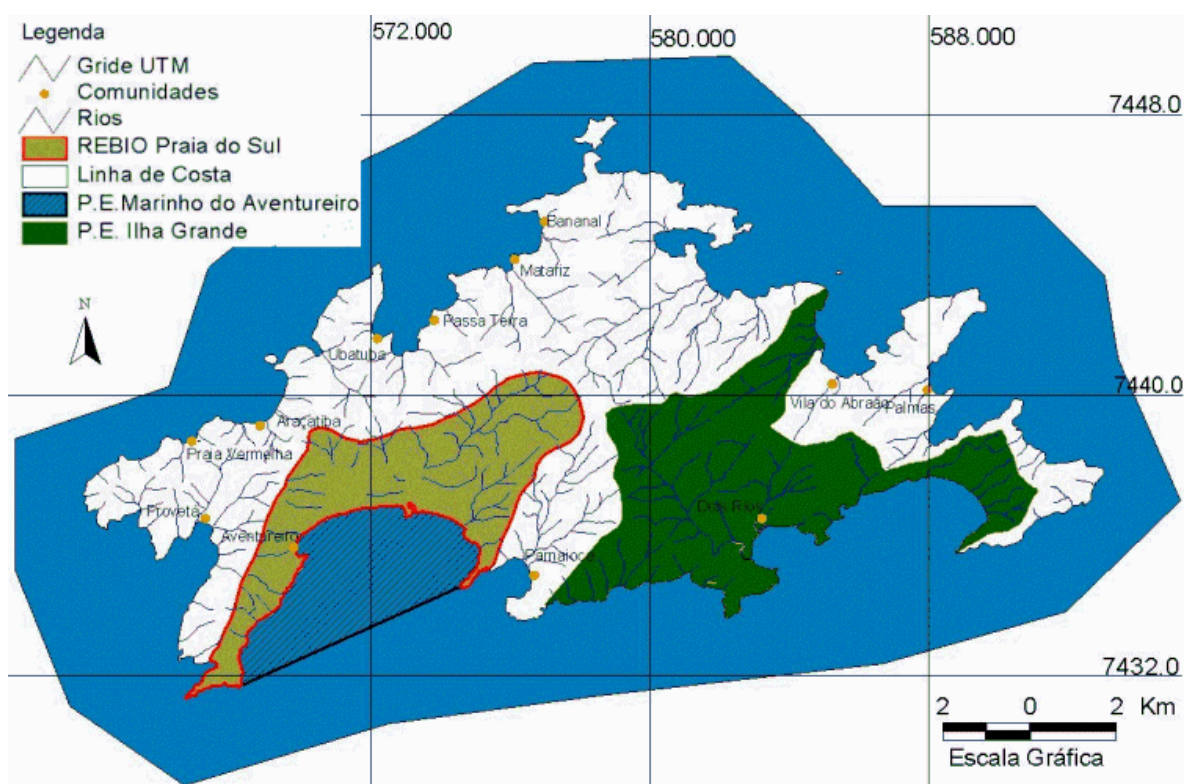 Legenda
Gride UTM
Comunidades
Rios
REBIO Praia do Sul
Linha de Costa
P.E.Marinho do Aventureiro
P.E. Ilha Grande
572.000
580.000
588.000
7448.0
N
Bananal
Matariz
Passa Terra
Ubatuba
7440.0
Vila do Abraão
Palmas
Araçatiba
Praia Vermelha
Provetá
Dois Rios
Aventureiro
Parnaioca
7432.0
2 0 2 Km
Escala Gráfica